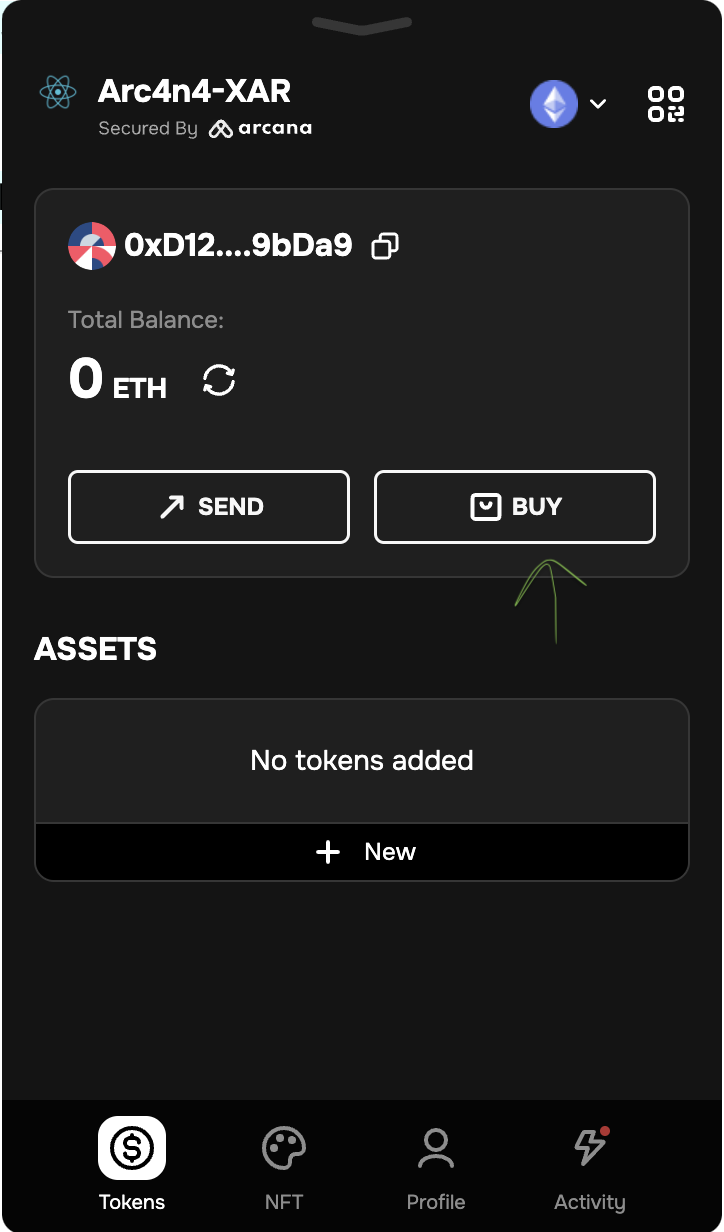 Arc4n4-XAR
Secured By arcana
0xD12....9bDa9
Total Balance:
0 ETH
SEND
BUY
ASSETS
No tokens added
+ New
Tokens
NFT
Profile
Activity